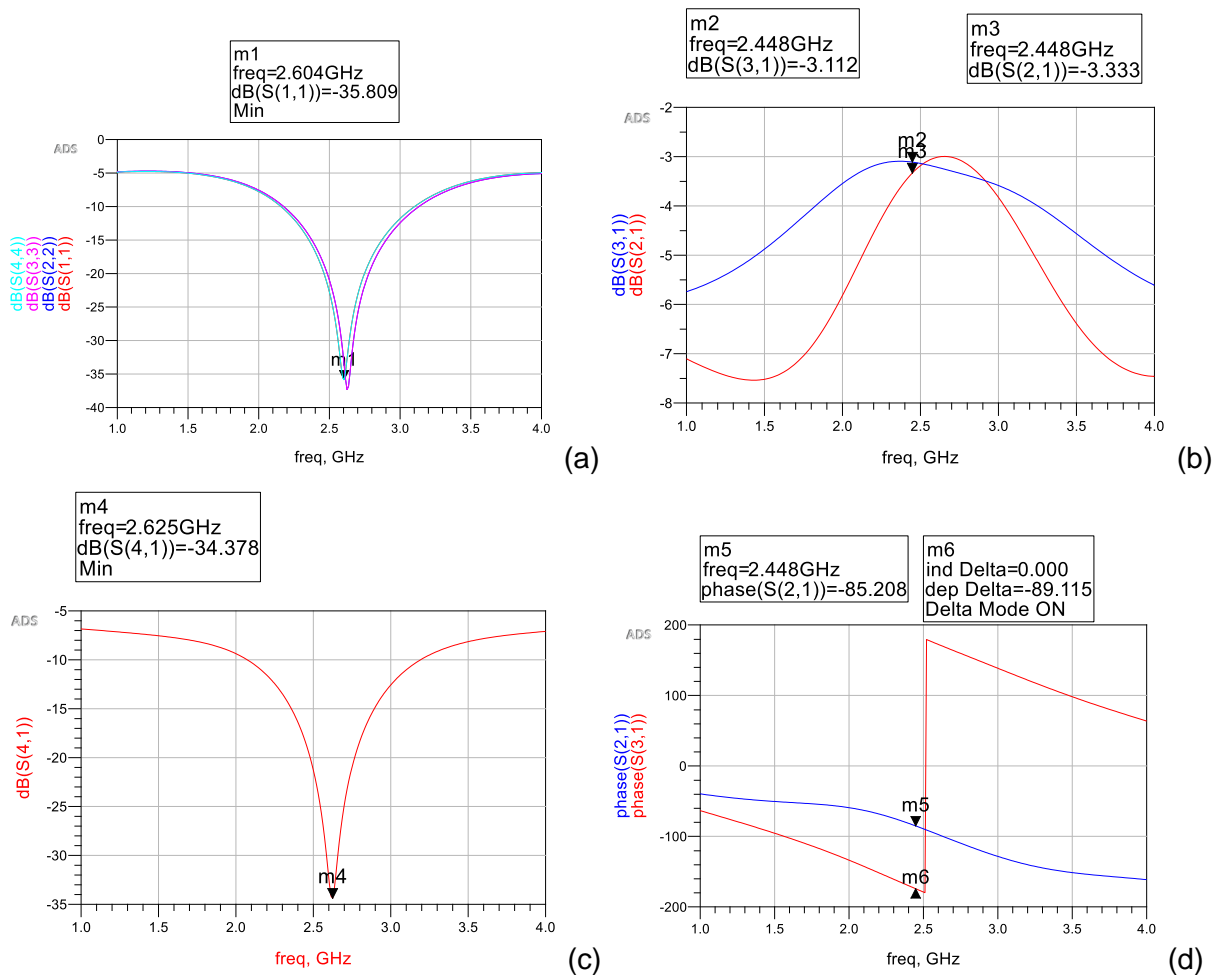 m1
freq=2.604GHz
dB(S(1,1))=-35.809
Min
ADS
0
-5
-10
-15
-20
-25
-30
-35
-40
m1
1.0 1.5 2.0 2.5 3.0 3.5 4.0
freq, GHz
dB(S(4,4))
dB(S(3,3))
dB(S(2,2))
dB(S(1,1))
(a)
m2
freq=2.448GHz
dB(S(3,1))=-3.112
m3
freq=2.448GHz
dB(S(2,1))=-3.333
ADS
-2
-3
-4
-5
-6
-7
-8
m2
m3
1.0 1.5 2.0 2.5 3.0 3.5 4.0
freq, GHz
dB(S(3,1))
dB(S(2,1))
(b)
m4
freq=2.625GHz
dB(S(4,1))=-34.378
Min
ADS
-5
-10
-15
-20
-25
-30
-35
m4
1.0 1.5 2.0 2.5 3.0 3.5 4.0
freq, GHz
dB(S(4,1))
(c)
m5
freq=2.448GHz
phase(S(2,1))=-85.208
m6
ind Delta=0.000
dep Delta=-89.115
Delta Mode ON
ADS
200
100
0
-100
-200
m5
m6
1.0 1.5 2.0 2.5 3.0 3.5 4.0
freq, GHz
phase(S(2,1))
phase(S(3,1))
(d)